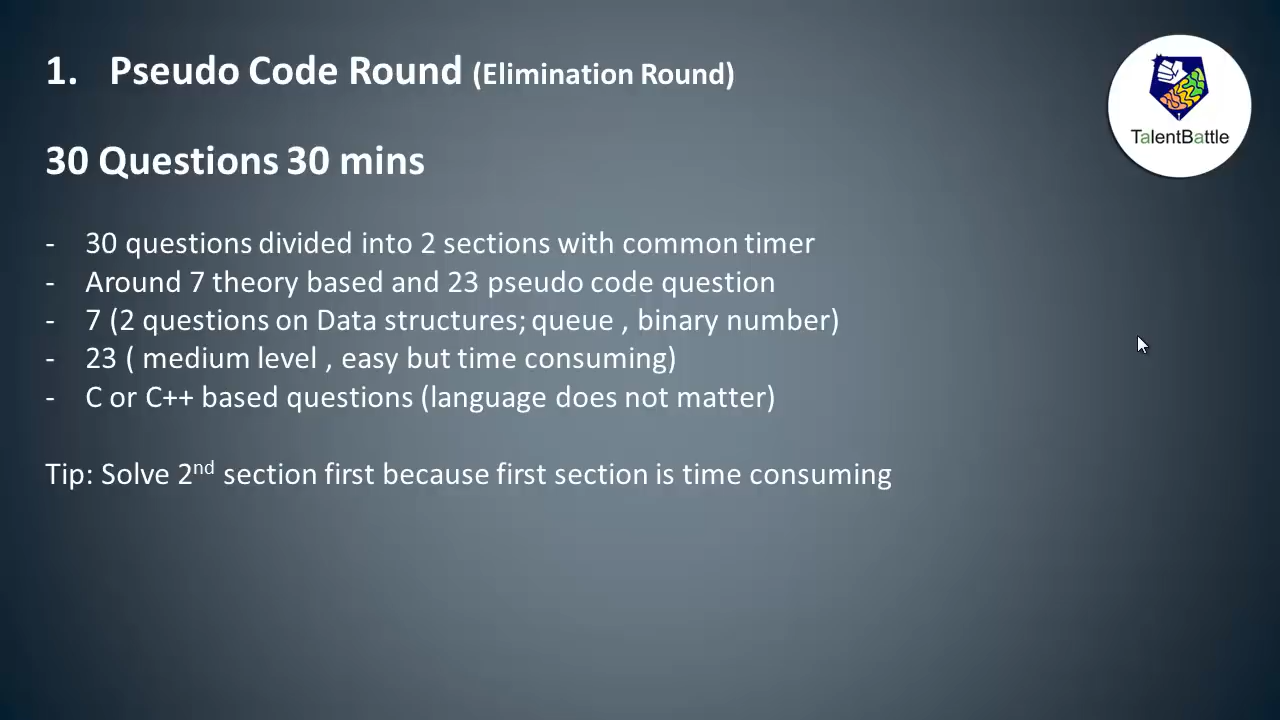 1. Pseudo Code Round (Elimination Round)
TalentBattle
30 Questions 30 mins
- 30 questions divided into 2 sections with common timer
- Around 7 theory based and 23 pseudo code question
- 7 (2 questions on Data structures; queue , binary number)
- 23 ( medium level , easy but time consuming)
- C or C++ based questions (language does not matter)
Tip: Solve 2nd section first because first section is time consuming